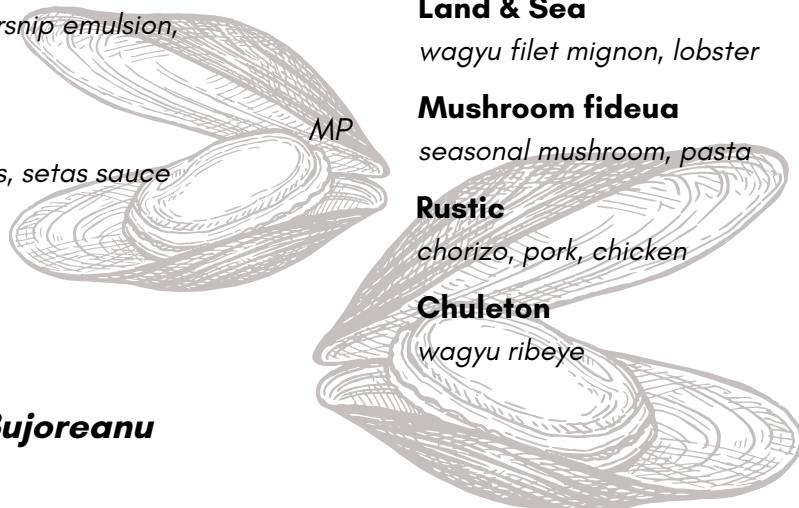 rsnip emulsion,
MP
s, setas sauce
Bujoreanu
Land & Sea
wagyu filet mignon, lobster
Mushroom fideua
seasonal mushroom, pasta
Rustic
chorizo, pork, chicken
Chuleton
wagyu ribeye